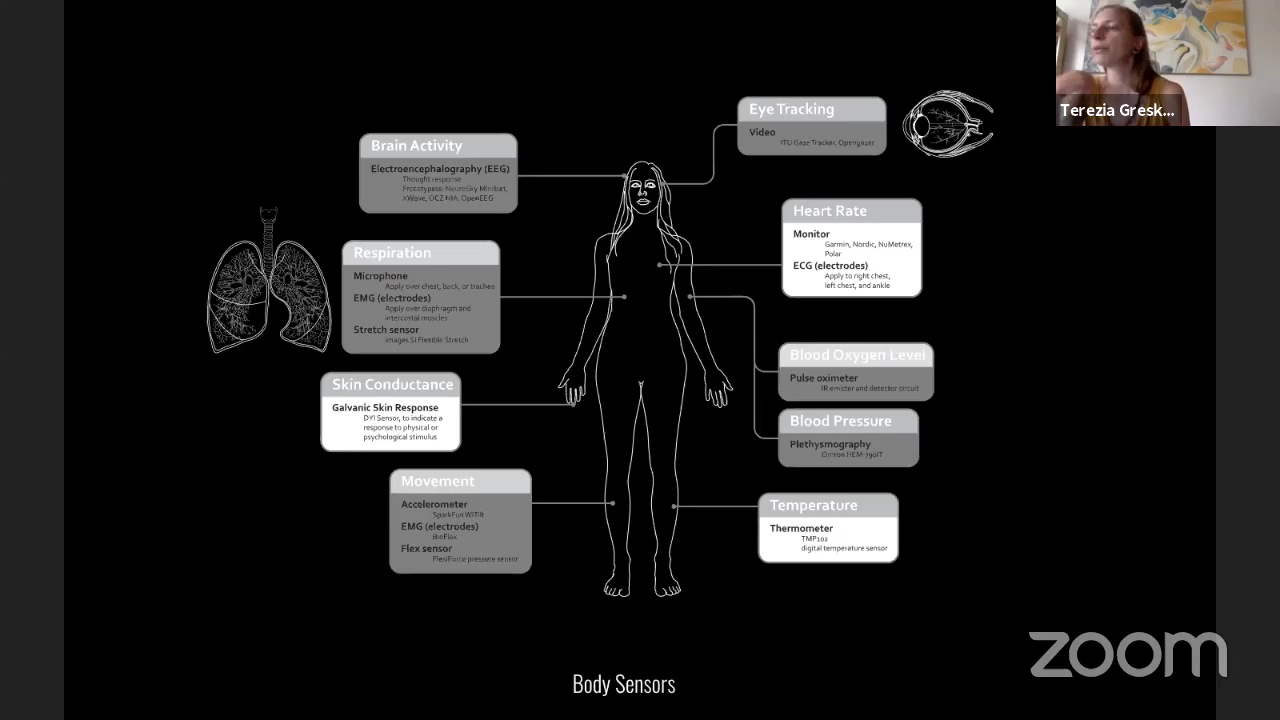 Terezia Gresk...
Eye Tracking
Video
ITU Gaze Tracker, Opengazer
Brain Activity
Electroencephalography (EEG)
Thought response
Prototypes: NeuroSky Mindset,
XWave, OCZ NIA, OpenEEG
Heart Rate
Monitor
Garmin, Nordic, NuMetrex,
Polar
ECG (electrodes)
Apply to right chest,
left chest, and ankle
Respiration
Microphone
Apply over chest, back, or trachea
EMG (electrodes)
Apply over diaphragm and
intercostal muscles
Stretch sensor
Images SI Flexible Stretch
Blood Oxygen Level
Pulse oximeter
IR emitter and detector circuit
Skin Conductance
Galvanic Skin Response
DYI Sensor, to indicate a
response to physical or
psychological stimulus
Blood Pressure
Plethysmography
Omron HEM-790IT
Movement
Accelerometer
SparkFun WiTilt
EMG (electrodes)
BioFlex
Flex sensor
FlexiForce pressure sensor
Temperature
Thermometer
TMP102
digital temperature sensor
zoom
Body Sensors